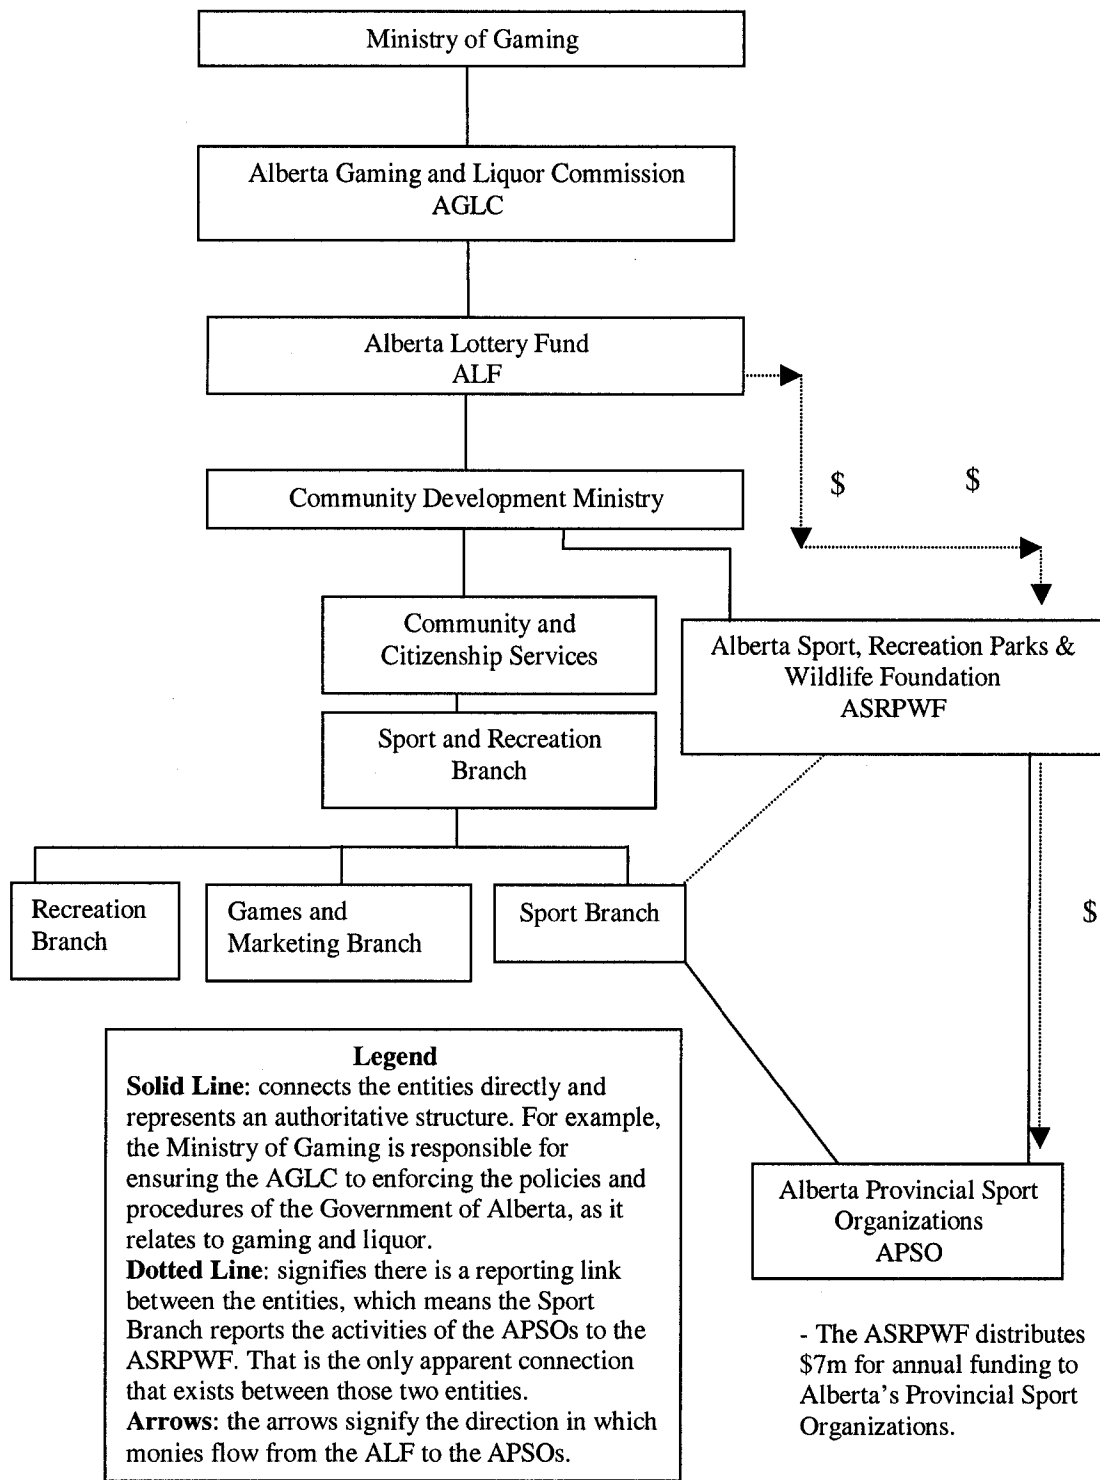 Ministry of Gaming
Alberta Gaming and Liquor Commission
AGLC
Alberta Lottery Fund
ALF
Community Development Ministry
$ $
Community and
Citizenship Services
Alberta Sport, Recreation Parks &
Wildlife Foundation
ASRPWF
Sport and Recreation
Branch
Recreation
Branch
Games and
Marketing Branch
Sport Branch
$
Legend
Solid Line: connects the entities directly and
represents an authoritative structure. For example,
the Ministry of Gaming is responsible for
ensuring the AGLC to enforcing the policies and
procedures of the Government of Alberta, as it
relates to gaming and liquor.
Dotted Line: signifies there is a reporting link
between the entities, which means the Sport
Branch reports the activities of the APSOs to the
ASRPWF. That is the only apparent connection
that exists between those two entities.
Arrows: the arrows signify the direction in which
monies flow from the ALF to the APSOs.
Alberta Provincial Sport
Organizations
APSO
- The ASRPWF distributes
$7m for annual funding to
Alberta's Provincial Sport
Organizations.